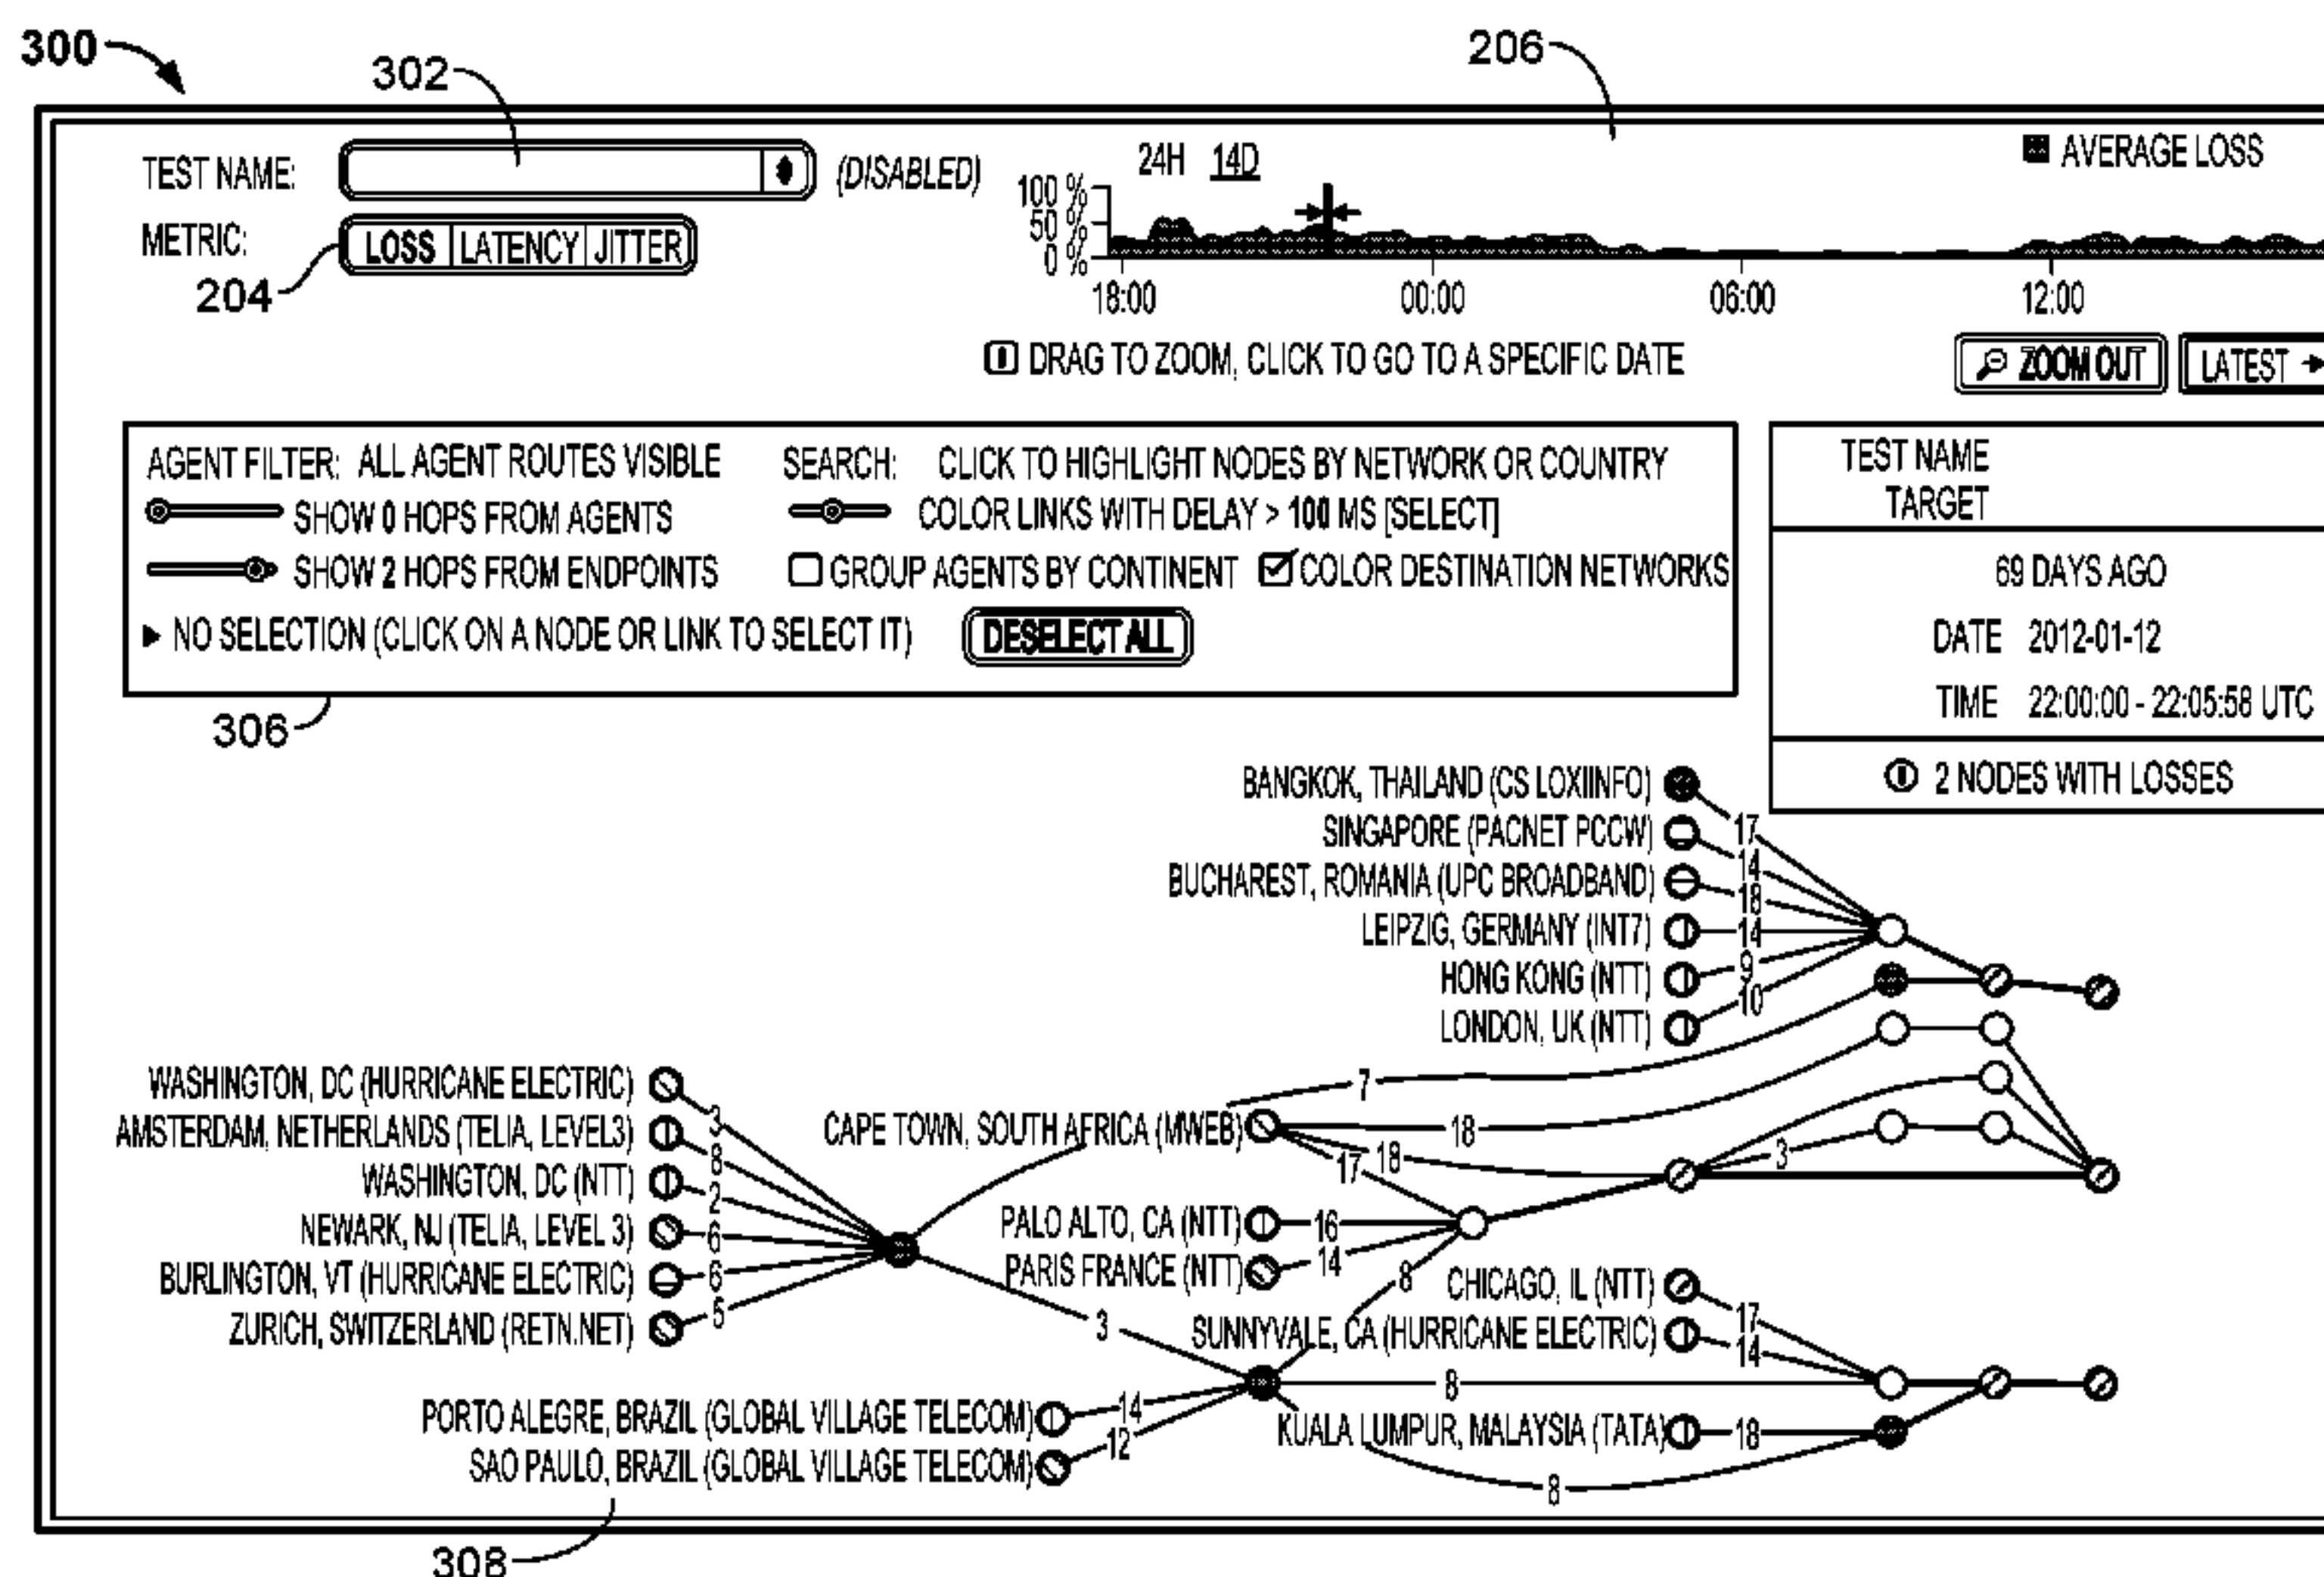 300
302
206
TEST NAME: (DISABLED)
METRIC: LOSS LATENCY JITTER
204
24H 14D
AVERAGE LOSS
100 %
50 %
0 %
18:00 00:00 06:00 12:00
DRAG TO ZOOM, CLICK TO GO TO A SPECIFIC DATE
ZOOM OUT LATEST
AGENT FILTER: ALL AGENT ROUTES VISIBLE SEARCH: CLICK TO HIGHLIGHT NODES BY NETWORK OR COUNTRY
SHOW 0 HOPS FROM AGENTS COLOR LINKS WITH DELAY > 100 MS [SELECT]
SHOW 2 HOPS FROM ENDPOINTS GROUP AGENTS BY CONTINENT COLOR DESTINATION NETWORKS
NO SELECTION (CLICK ON A NODE OR LINK TO SELECT IT) DESELECT ALL
306
TEST NAME
TARGET
69 DAYS AGO
DATE 2012-01-12
TIME 22:00:00 - 22:05:58 UTC
2 NODES WITH LOSSES
BANGKOK, THAILAND (CS LOXIINFO) 17
SINGAPORE (PACNET PCCW) 14
BUCHAREST, ROMANIA (UPC BROADBAND) 18
LEIPZIG, GERMANY (INT7) 14
HONG KONG (NTT) 9
LONDON, UK (NTT) 10
7
WASHINGTON, DC (HURRICANE ELECTRIC) 3
AMSTERDAM, NETHERLANDS (TELIA, LEVEL3) 8
WASHINGTON, DC (NTT) 2
NEWARK, NJ (TELIA, LEVEL 3) 6
BURLINGTON, VT (HURRICANE ELECTRIC) 6
ZURICH, SWITZERLAND (RETN.NET) 5
CAPE TOWN, SOUTH AFRICA (MWEB) 18
18
17
3
PALO ALTO, CA (NTT) 16
PARIS FRANCE (NTT) 14
8
3
CHICAGO, IL (NTT) 17
SUNNYVALE, CA (HURRICANE ELECTRIC) 14
8
PORTO ALEGRE, BRAZIL (GLOBAL VILLAGE TELECOM) 14
SAO PAULO, BRAZIL (GLOBAL VILLAGE TELECOM) 12
KUALA LUMPUR, MALAYSIA (TATA) 18
8
308